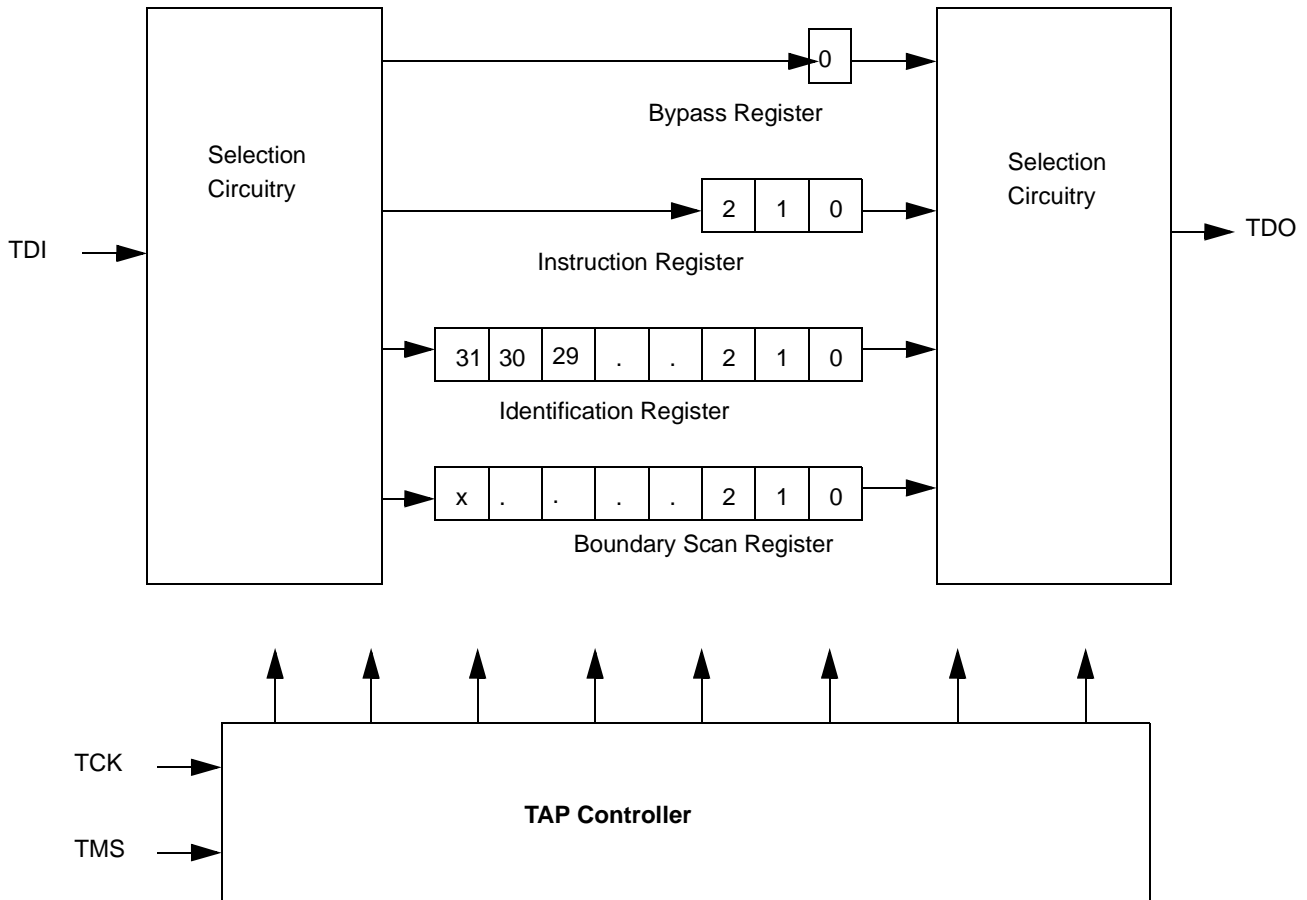 0
Bypass Register
Selection
Circuitry
Selection
Circuitry
2 1 0
TDI
TDO
Instruction Register
31 30 29 . . 2 1 0
Identification Register
x . . . . 2 1 0
Boundary Scan Register
TCK
TAP Controller
TMS